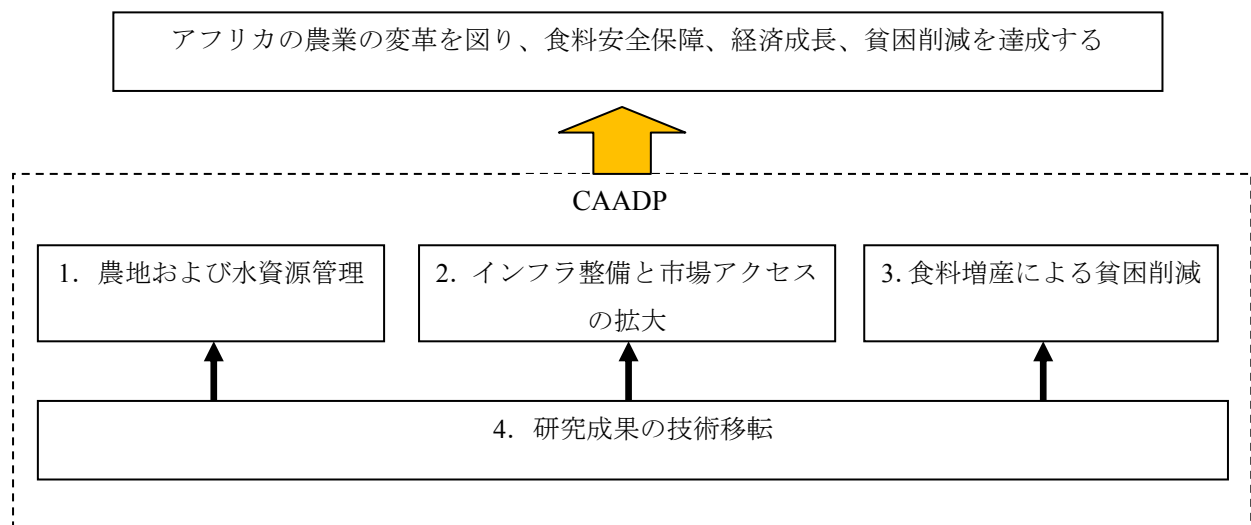 アフリカの農業の変革を図り、食料安全保障、経済成長、貧困削減を達成する
CAADP
1. 農地および水資源管理
2. インフラ整備と市場アクセス
の拡大
3. 食料増産による貧困削減
4. 研究成果の技術移転